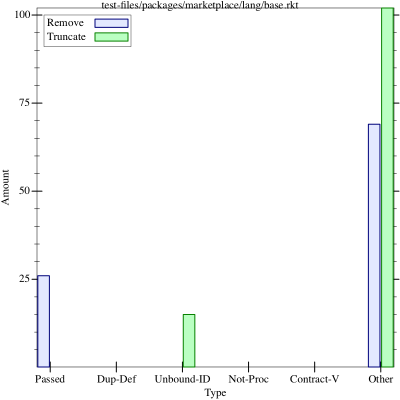 test-files/packages/marketplace/lang/base.rkt
100
Remove
Truncate
75
Amount
50
25
Passed Dup-Def Unbound-ID Not-Proc Contract-V Other
Type